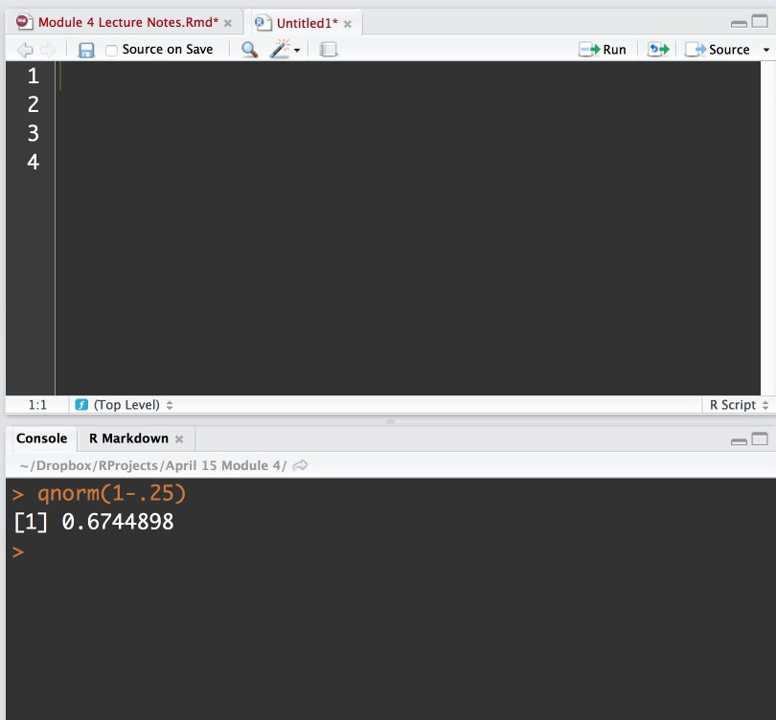 Module 4 Lecture Notes.Rmd* Untitled1*
Source on Save Run Source
1
2
3
4
1:1 (Top Level) R Script
Console R Markdown
~/Dropbox/RProjects/April 15 Module 4/
> qnorm(1-.25)
[1] 0.6744898
>